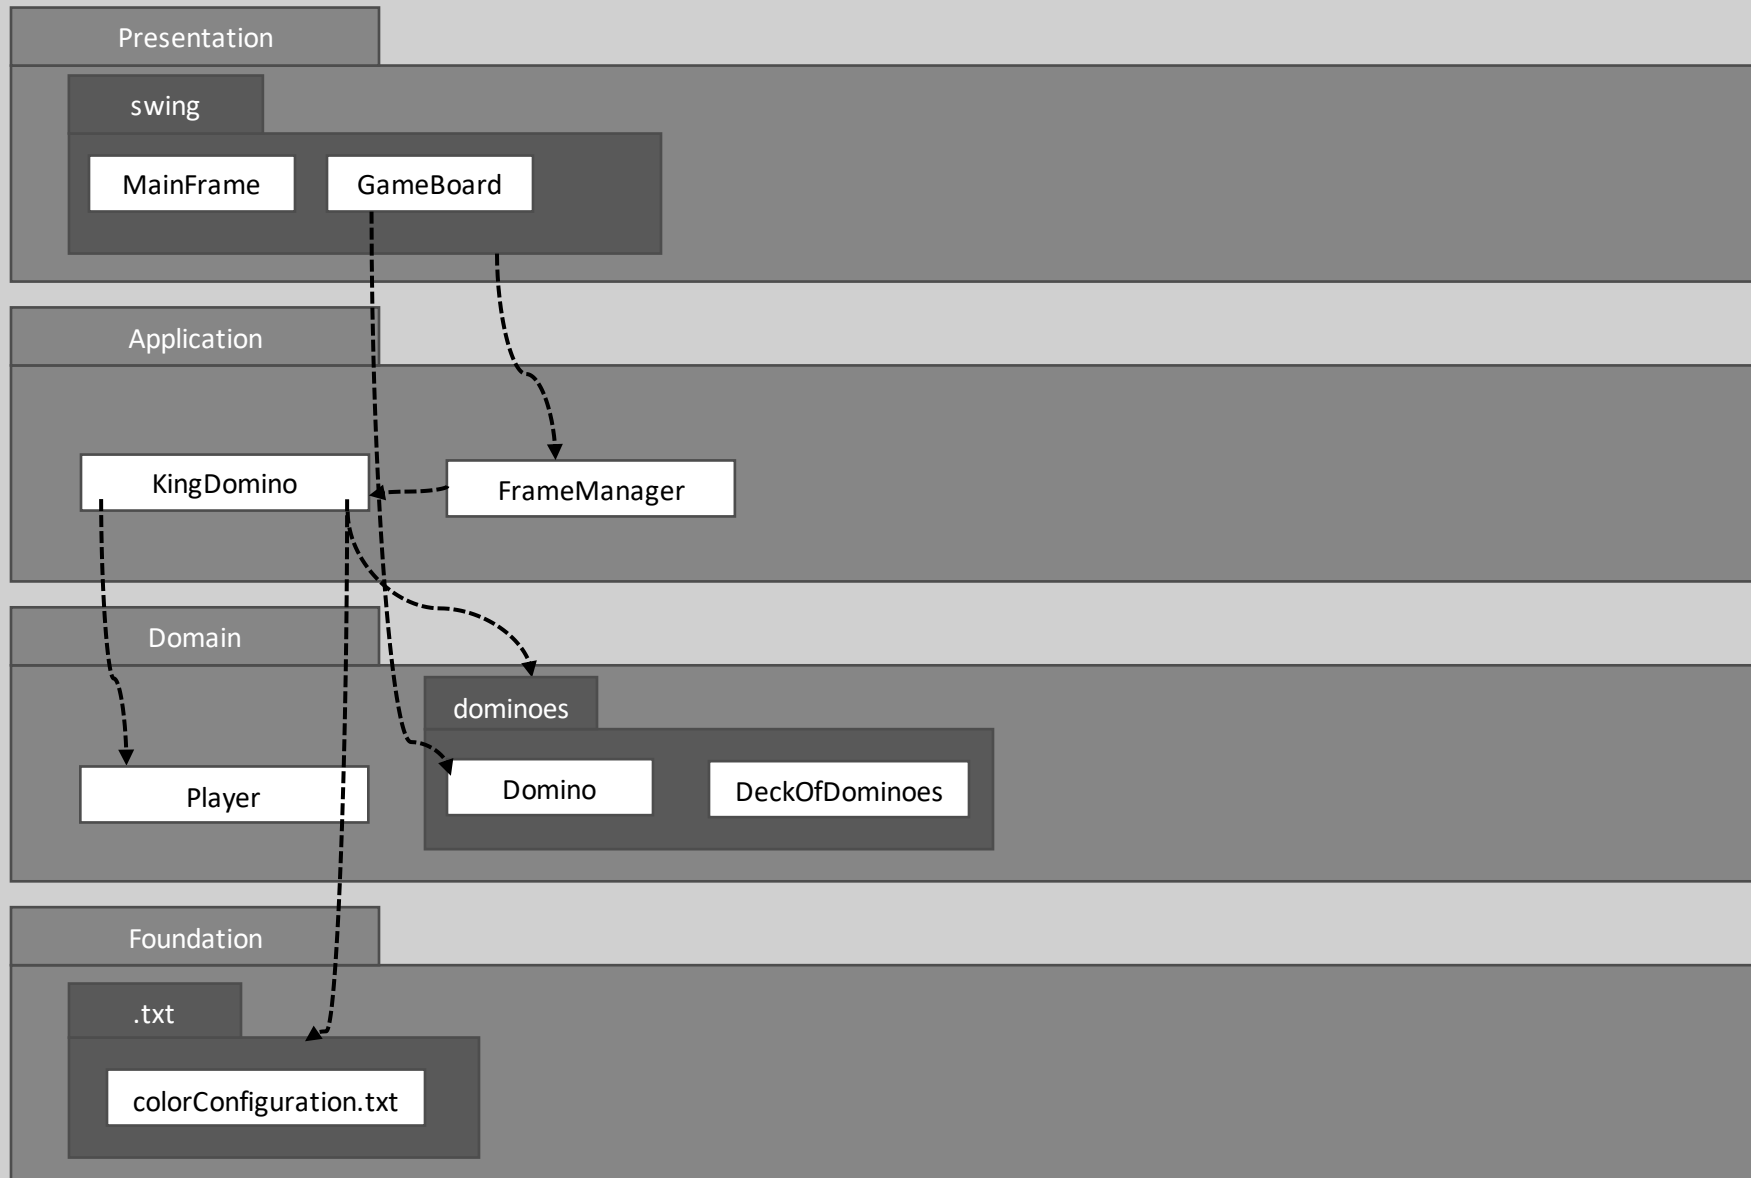 Presentation
swing
MainFrame
GameBoard
Application
KingDomino
FrameManager
Domain
dominoes
Domino
DeckOfDominoes
Player
Foundation
.txt
colorConfiguration.txt